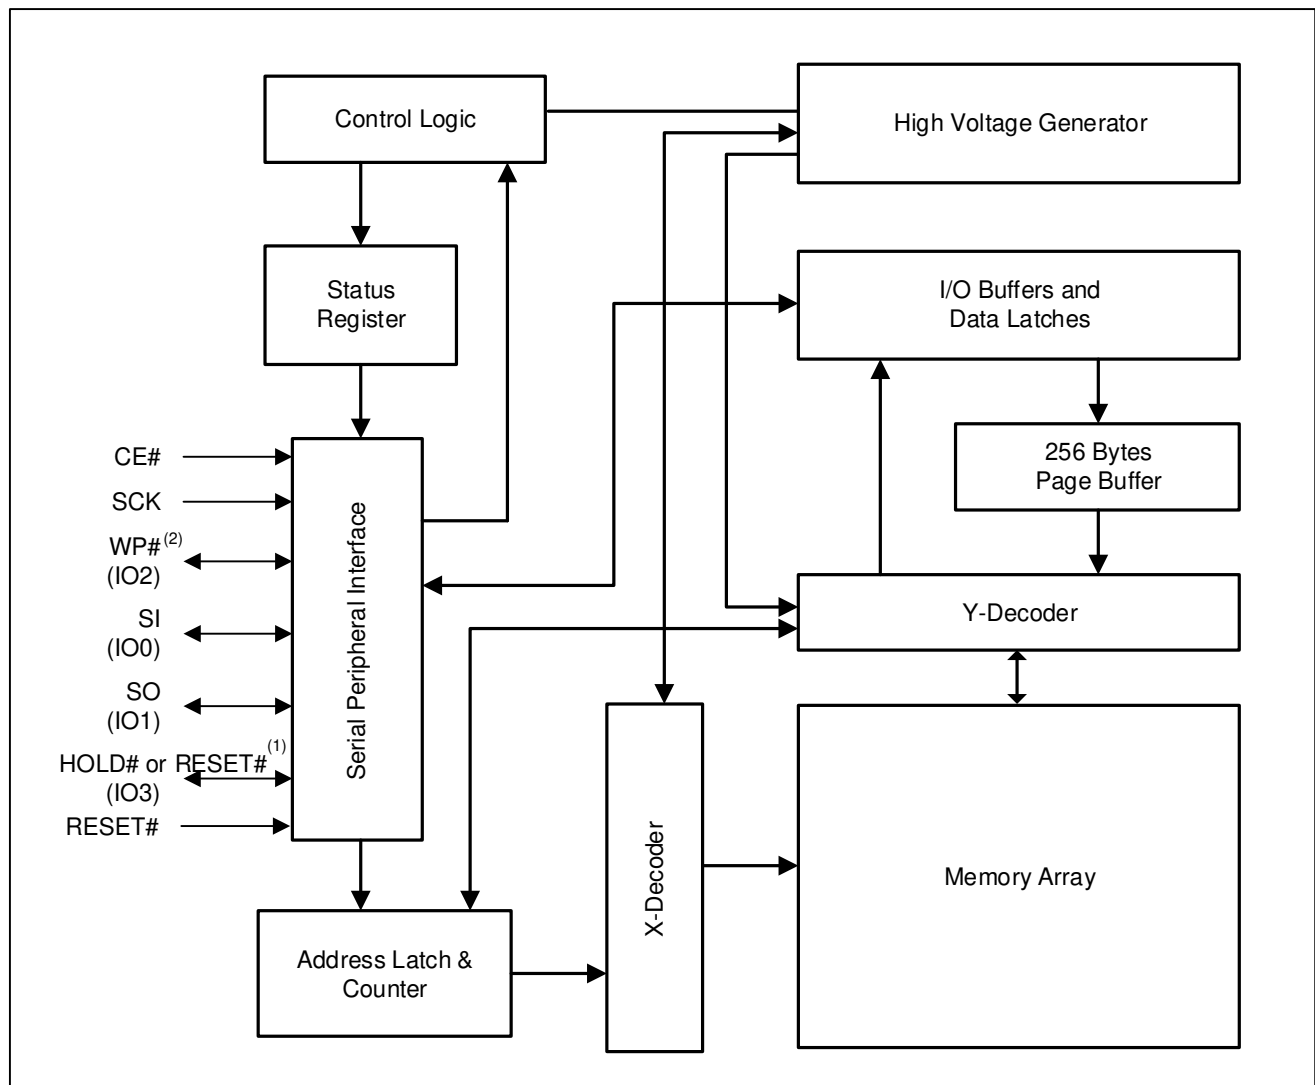 Control Logic
High Voltage Generator
Status
Register
I/O Buffers and
Data Latches
256 Bytes
Page Buffer
CE#
SCK
WP#(2)
(IO2)
SI
(IO0)
SO
(IO1)
HOLD# or RESET#(1)
(IO3)
RESET#
Serial Peripheral Interface
Y-Decoder
X-Decoder
Memory Array
Address Latch &
Counter